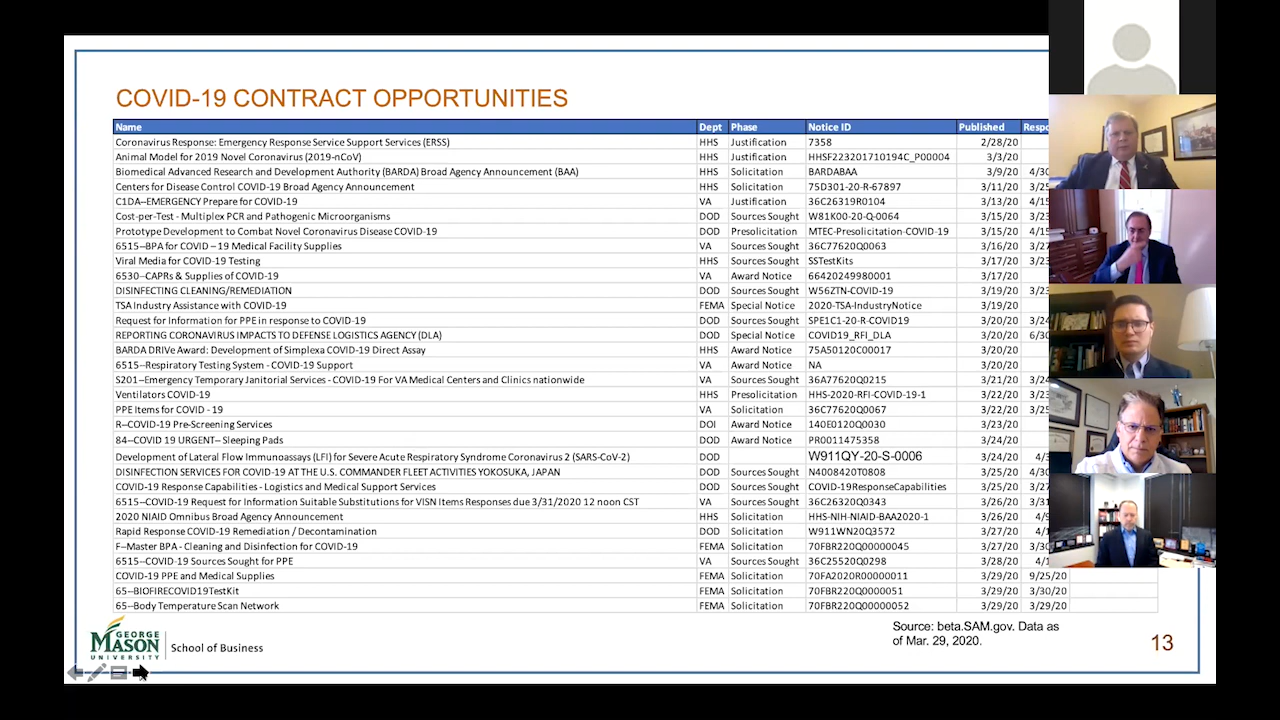 COVID-19 CONTRACT OPPORTUNITIES
Name Dept Phase Notice ID Published
Coronavirus Response: Emergency Response Service Support Services (ERSS) HHS Justification 7358 2/28/20
Animal Model for 2019 Novel Coronavirus (2019-nCoV) HHS Justification HHSF223201710194C_P00004 3/3/20
Biomedical Advanced Research and Development Authority (BARDA) Broad Agency Announcement (BAA) HHS Solicitation BARDABAA 3/9/20
Centers for Disease Control COVID-19 Broad Agency Announcement HHS Solicitation 75D301-20-R-67897 3/11/20
C1DA--EMERGENCY Prepare for COVID-19 VA Justification 36C26319R0104 3/13/20
Cost-per-Test - Multiplex PCR and Pathogenic Microorganisms DOD Sources Sought W81K00-20-Q-0064 3/15/20
Prototype Development to Combat Novel Coronavirus Disease COVID-19 DOD Presolicitation MTEC-Presolicitation-COVID-19 3/15/20
6515--BPA for COVID – 19 Medical Facility Supplies VA Sources Sought 36C77620Q0063 3/16/20
Viral Media for COVID-19 Testing HHS Sources Sought SSTestKits 3/17/20
6530--CAPRs & Supplies of COVID-19 VA Award Notice 66420249980001 3/17/20
DISINFECTING CLEANING/REMEDIATION DOD Sources Sought W56ZTN-COVID-19 3/19/20
TSA Industry Assistance with COVID-19 FEMA Special Notice 2020-TSA-IndustryNotice 3/19/20
Request for Information for PPE in response to COVID-19 DOD Sources Sought SPE1C1-20-R-COVID19 3/20/20
REPORTING CORONAVIRUS IMPACTS TO DEFENSE LOGISTICS AGENCY (DLA) DOD Special Notice COVID19_RFI_DLA 3/20/20
BARDA DRIVe Award: Development of Simplexa COVID-19 Direct Assay HHS Award Notice 75A50120C00017 3/20/20
6515--Respiratory Testing System - COVID-19 Support VA Award Notice NA 3/20/20
S201--Emergency Temporary Janitorial Services - COVID-19 For VA Medical Centers and Clinics nationwide VA Sources Sought 36A77620Q0215 3/21/20
Ventilators COVID-19 HHS Presolicitation HHS-2020-RFI-COVID-19-1 3/22/20
PPE Items for COVID - 19 VA Solicitation 36C77620Q0067 3/22/20
R--COVID-19 Pre-Screening Services DOI Award Notice 140E0120Q0030 3/23/20
84--COVID 19 URGENT-- Sleeping Pads DOD Award Notice PR0011475358 3/24/20
Development of Lateral Flow Immunoassays (LFI) for Severe Acute Respiratory Syndrome Coronavirus 2 (SARS-CoV-2) DOD W911QY-20-S-0006 3/24/20
DISINFECTION SERVICES FOR COVID-19 AT THE U.S. COMMANDER FLEET ACTIVITIES YOKOSUKA, JAPAN DOD Sources Sought N4008420T0808 3/25/20
COVID-19 Response Capabilities - Logistics and Medical Support Services DOD Sources Sought COVID-19ResponseCapabilities 3/25/20
6515--COVID-19 Request for Information Suitable Substitutions for VISN Items Responses due 3/31/2020 12 noon CST VA Sources Sought 36C26320Q0343 3/26/20
2020 NIAID Omnibus Broad Agency Announcement HHS Solicitation HHS-NIH-NIAID-BAA2020-1 3/26/20
Rapid Response COVID-19 Remediation / Decontamination DOD Solicitation W911WN20Q3572 3/27/20
F--Master BPA - Cleaning and Disinfection for COVID-19 FEMA Solicitation 70FBR220Q00000045 3/27/20
6515--COVID-19 Sources Sought for PPE VA Sources Sought 36C25520Q0298 3/28/20
COVID-19 PPE and Medical Supplies FEMA Solicitation 70FA2020R00000011 3/29/20 9/25/20
65--BIOFIRECOVID19TestKit FEMA Solicitation 70FBR220Q00000051 3/29/20 3/30/20
65--Body Temperature Scan Network FEMA Solicitation 70FBR220Q00000052 3/29/20 3/29/20
Source: beta.SAM.gov. Data as
of Mar. 29, 2020.
GEORGE
MASON
UNIVERSITY
School of Business
13